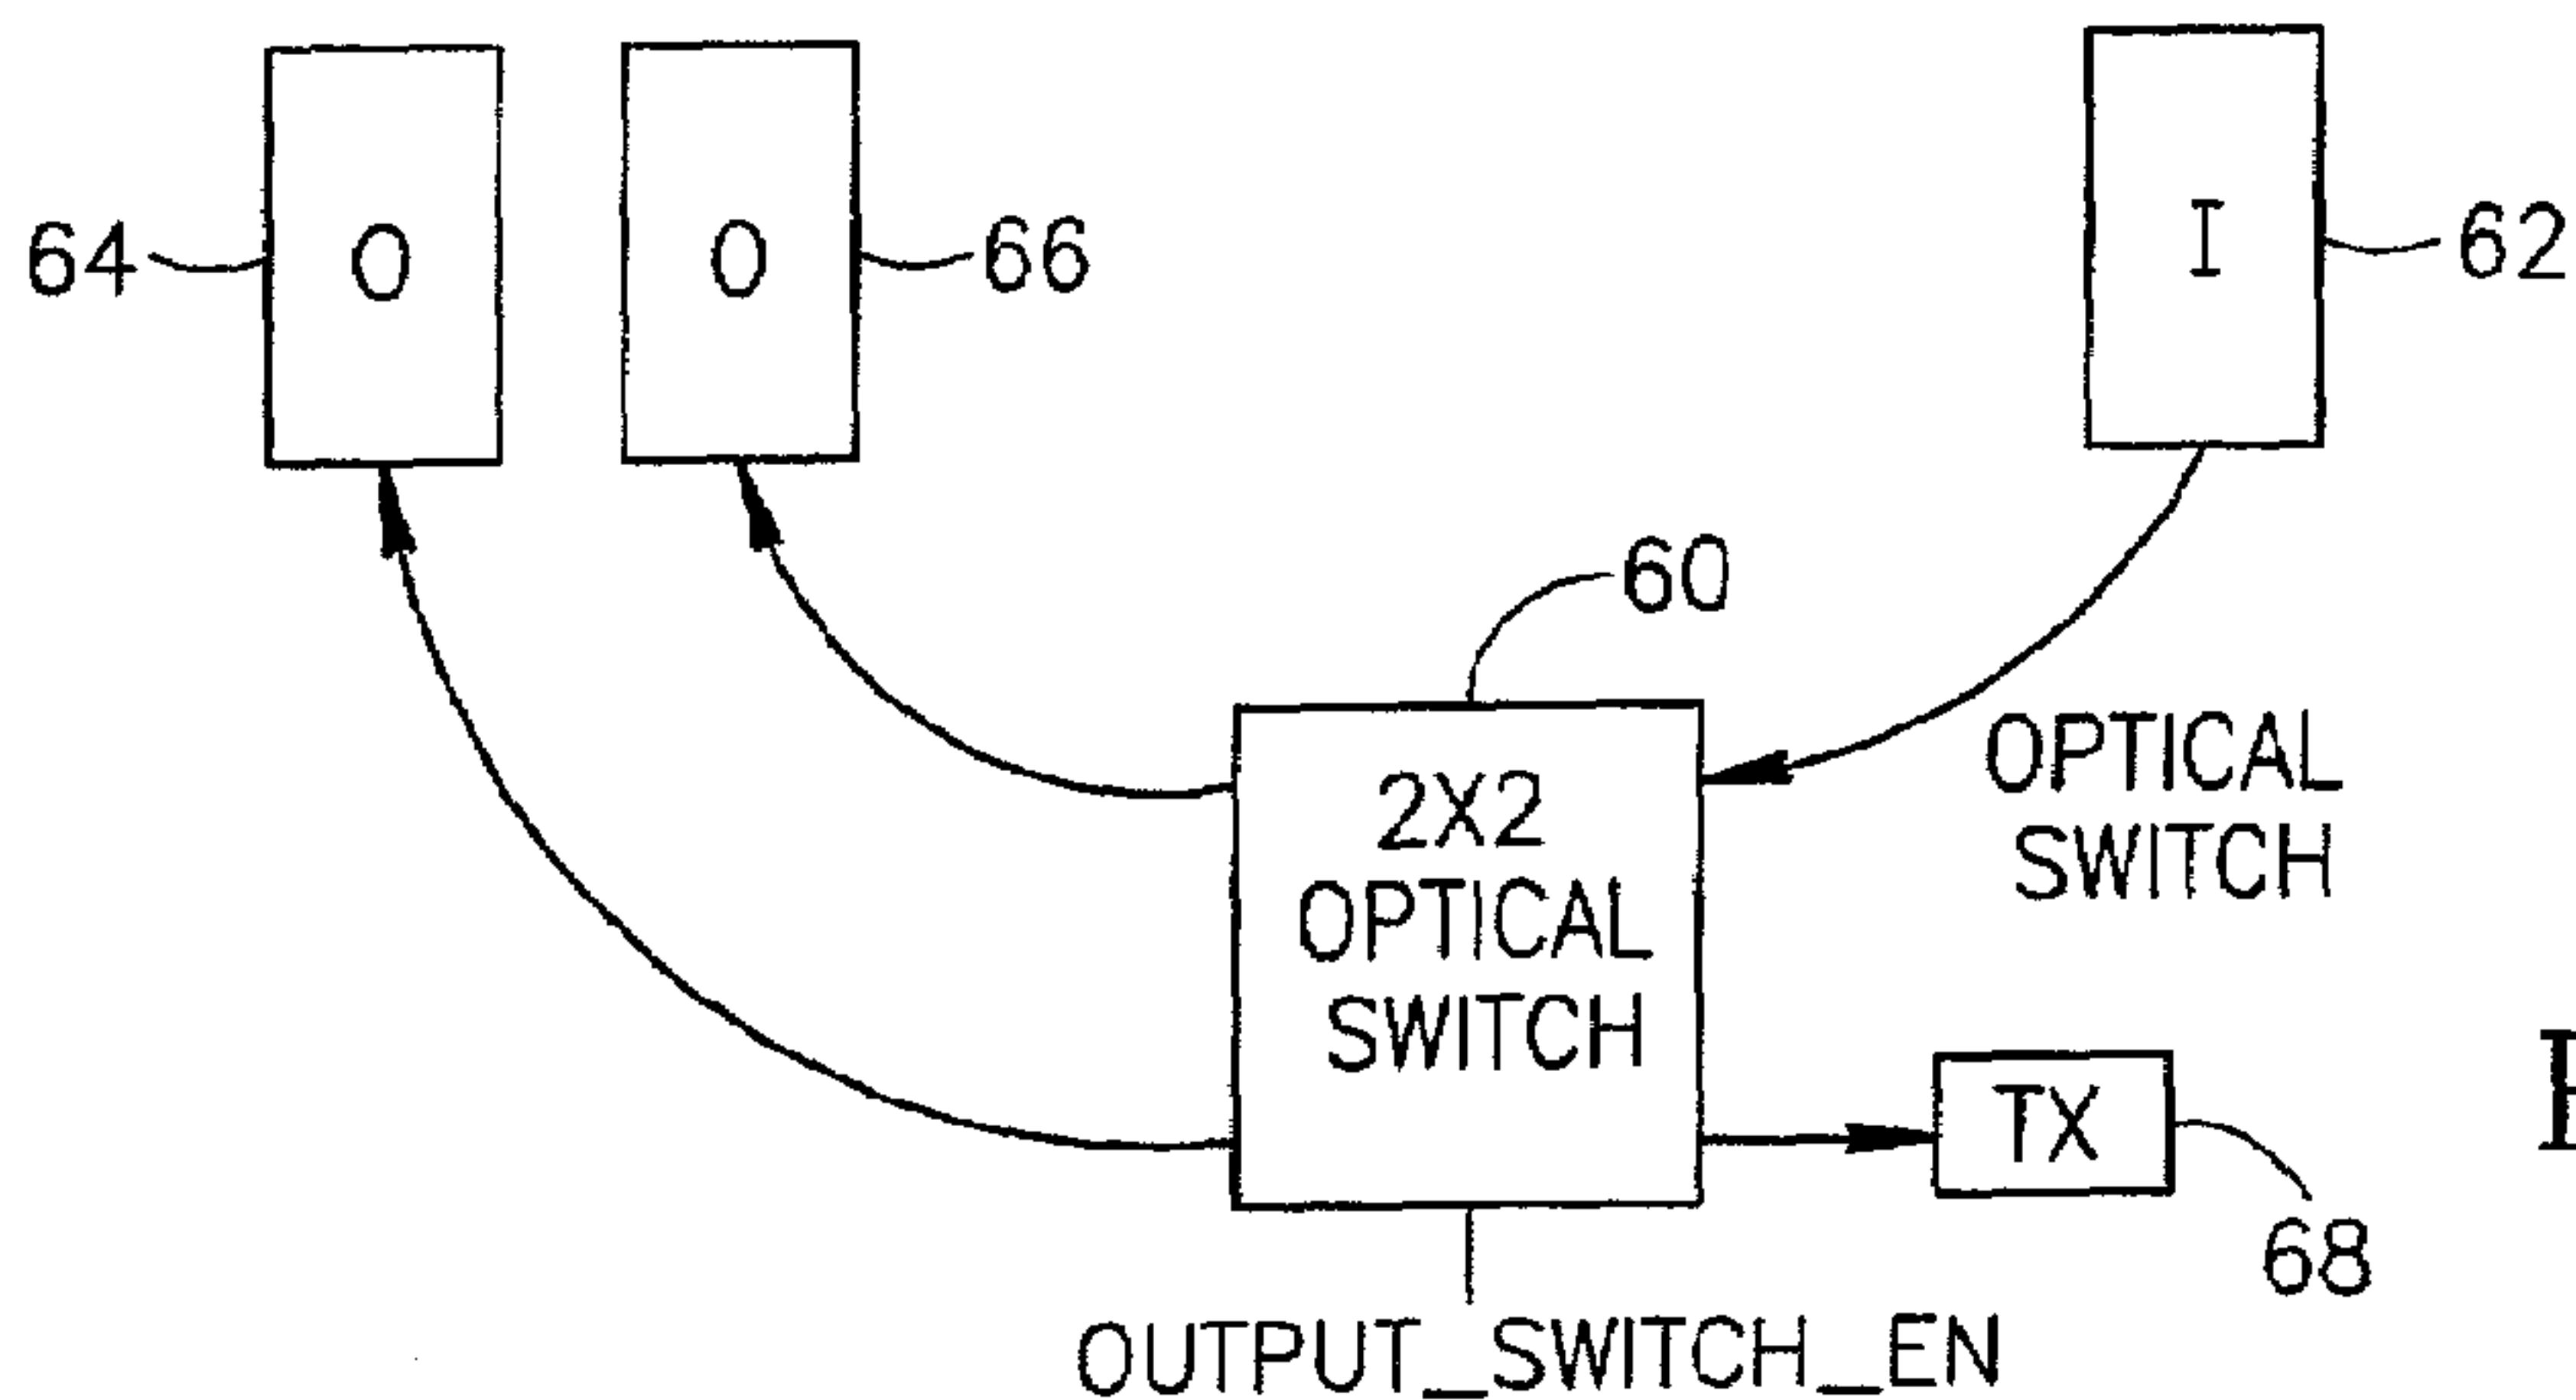 64
O
O
66
I
62
60
2X2
OPTICAL
SWITCH
OPTICAL
SWITCH
TX
68
OUTPUT_SWITCH_EN